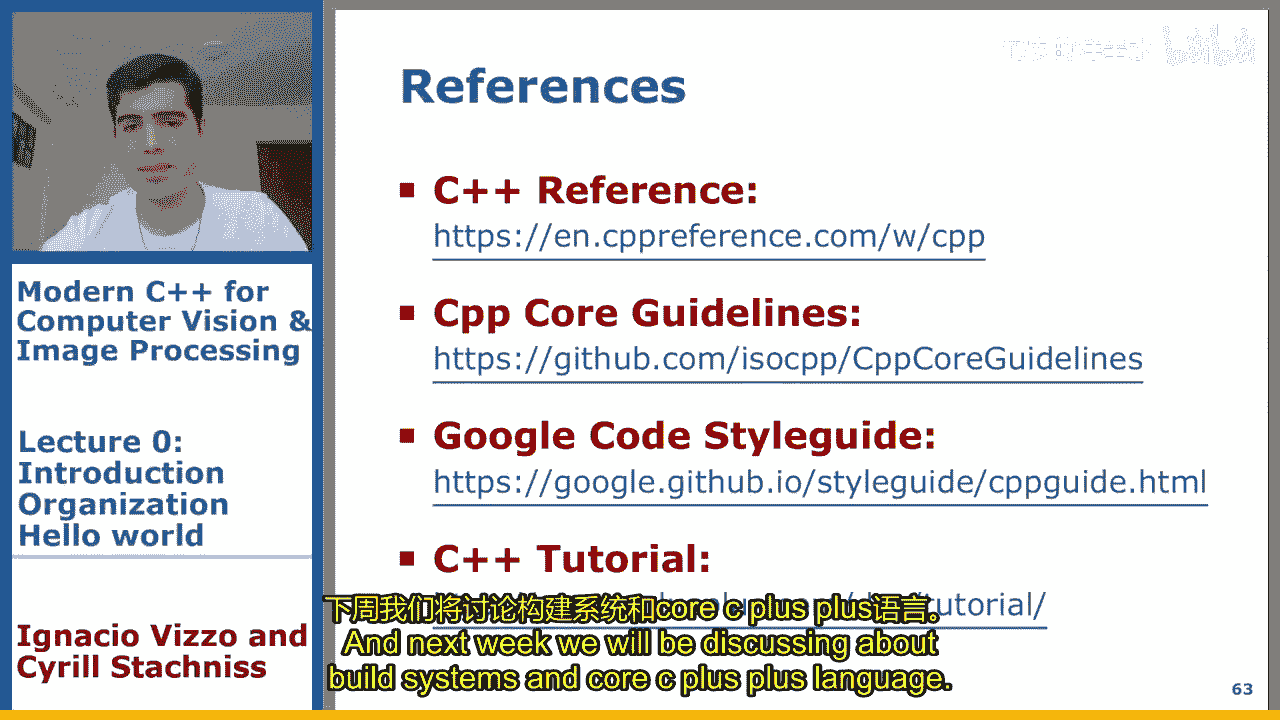 References
C++ Reference:
https://en.cppreference.com/w/cpp
Cpp Core Guidelines:
https://github.com/isocpp/CppCoreGuidelines
Google Code Styleguide:
https://google.github.io/styleguide/cppguide.html
C++ Tutorial:
tutorial/
下周我们将讨论构建系统和core c plus plus语言。
And next week we will be discussing about
build systems and core c plus plus language.
63
Modern C++ for
Computer Vision &
Image Processing
Lecture 0:
Introduction
Organization
Hello world
Ignacio Vizzo and
Cyrill Stachniss